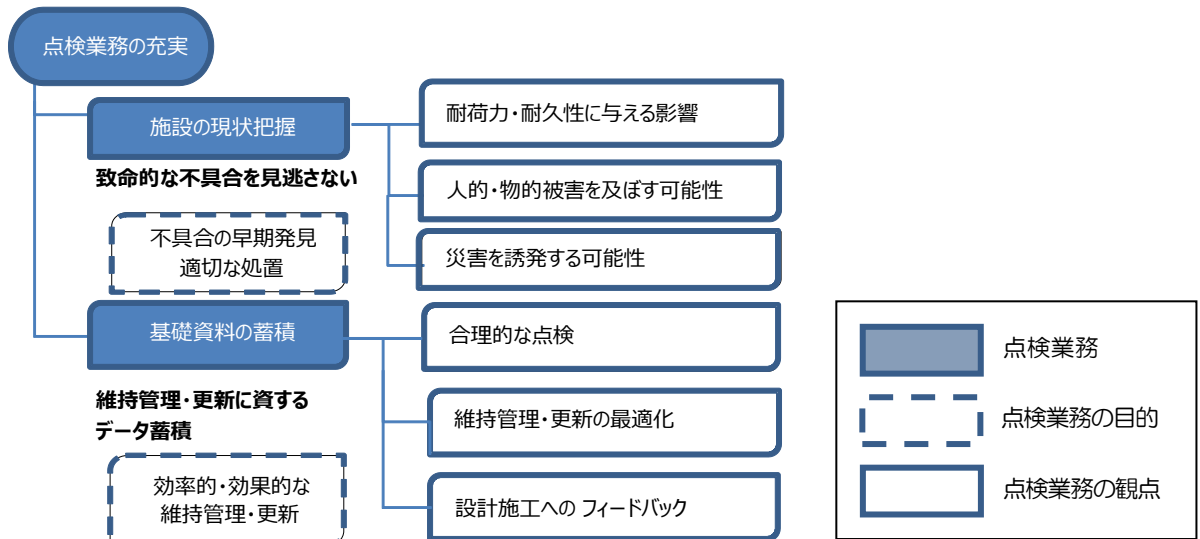 点検業務の充実
施設の現状把握
致命的な不具合を見逃さない
不具合の早期発見
適切な処置
耐荷力・耐久性に与える影響
人的・物的被害を及ぼす可能性
災害を誘発する可能性
基礎資料の蓄積
維持管理・更新に資する
データ蓄積
効率的・効果的な
維持管理・更新
合理的な点検
維持管理・更新の最適化
設計施工への フィードバック
点検業務
点検業務の目的
点検業務の観点